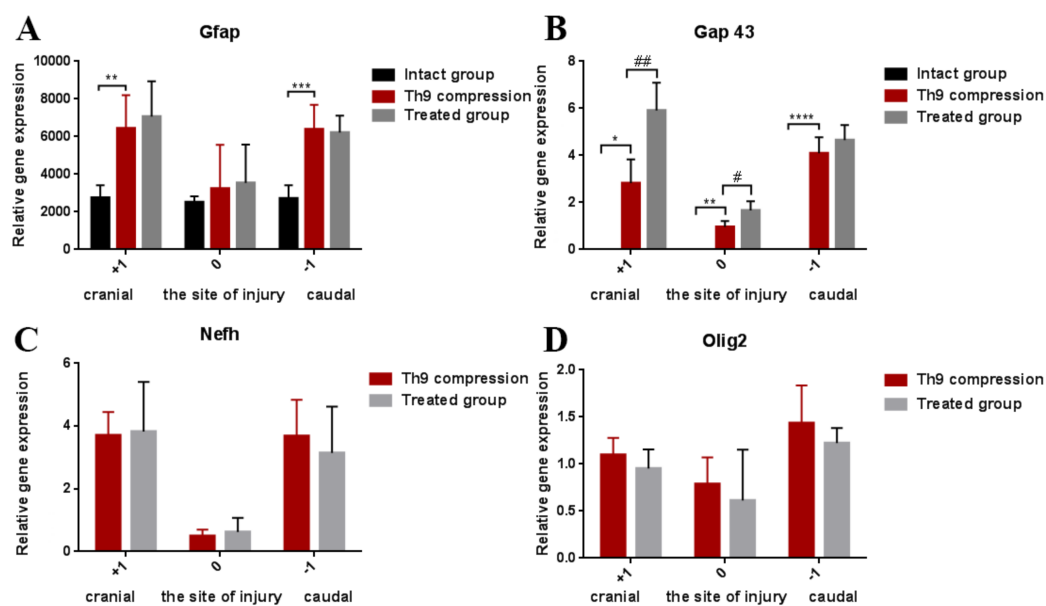 A
Gfap
Relative gene expression
10000
8000
6000
4000
2000
0
**
***
Intact group
Th9 compression
Treated group
+1
0
-1
cranial
the site of injury
caudal
B
Gap 43
Relative gene expression
8
6
4
2
0
*
##
**
#
****
Intact group
Th9 compression
Treated group
+1
0
-1
cranial
the site of injury
caudal
C
Nefh
Relative gene expression
6
4
2
0
Th9 compression
Treated group
+1
0
-1
cranial
the site of injury
caudal
D
Olig2
Relative gene expression
2.0
1.5
1.0
0.5
0.0
Th9 compression
Treated group
+1
0
-1
cranial
the site of injury
caudal